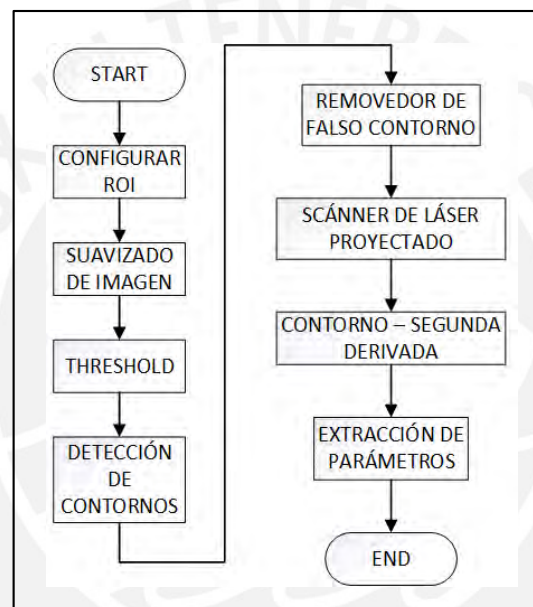 START
CONFIGURAR
ROI
SUAVIZADO
DE IMAGEN
THRESHOLD
DETECCIÓN
DE
CONTORNOS
REMOVEDOR DE
FALSO CONTORNO
SCÁNNER DE LÁSER
PROYECTADO
CONTORNO – SEGUNDA
DERIVADA
EXTRACCIÓN DE
PARÁMETROS
END